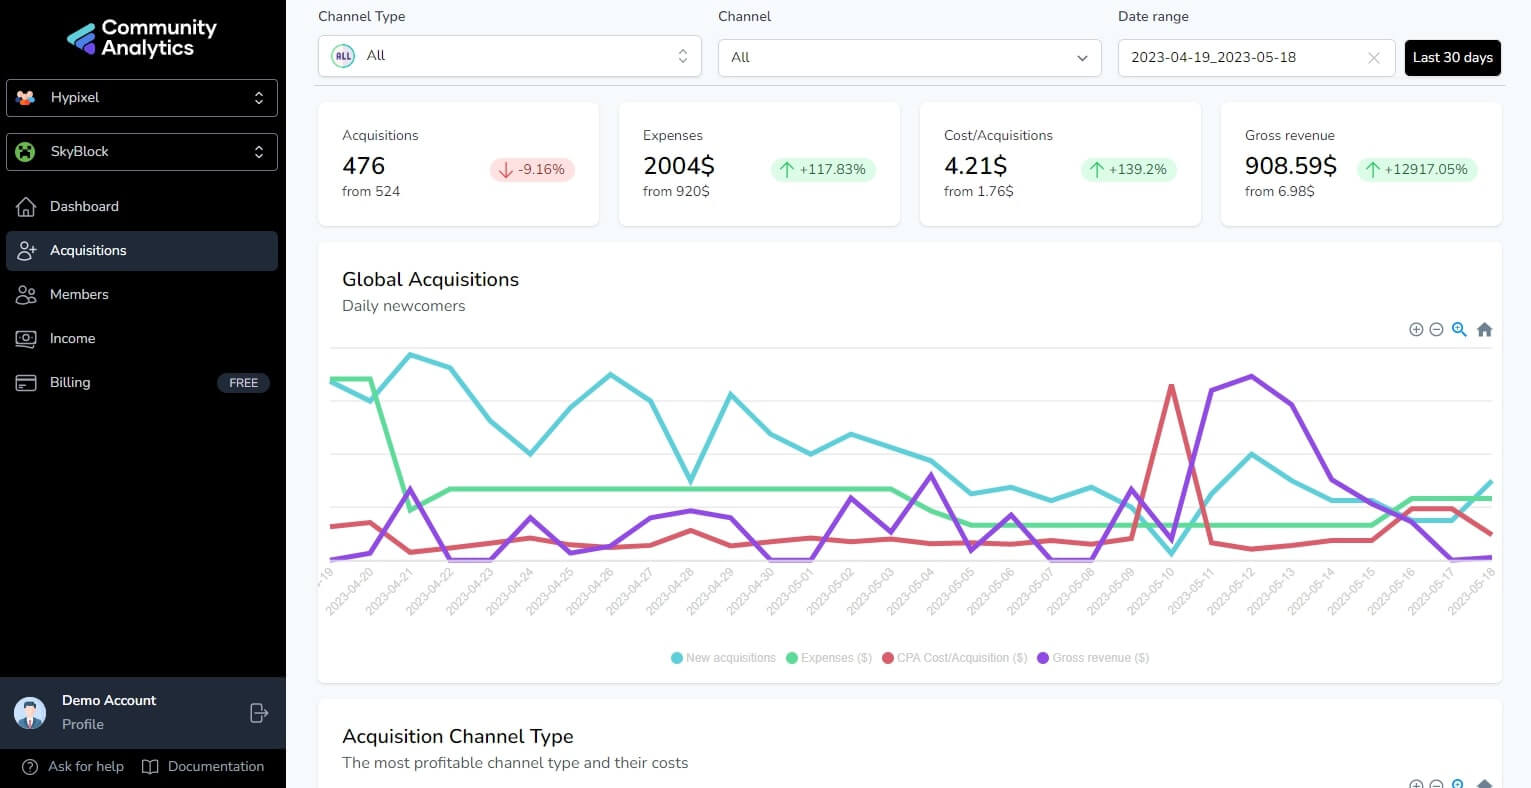 Community
Analytics
Hypixel
SkyBlock
Dashboard
Acquisitions
Members
Income
Billing
FREE
Demo Account
Profile
Ask for help
Documentation
Channel Type
ALL
All
Channel
All
Date range
2023-04-19_2023-05-18
Last 30 days
Acquisitions
476
-9.16%
from 524
Expenses
2004$
+117.83%
from 920$
Cost/Acquisitions
4.21$
+139.2%
from 1.76$
Gross revenue
908.59$
+12917.05%
from 6.98$
Global Acquisitions
Daily newcomers
-19
2023-04-20
2023-04-21
2023-04-22
2023-04-23
2023-04-24
2023-04-25
2023-04-26
2023-04-27
2023-04-28
2023-04-29
2023-04-30
2023-05-01
2023-05-02
2023-05-03
2023-05-04
2023-05-05
2023-05-06
2023-05-07
2023-05-08
2023-05-09
2023-05-10
2023-05-11
2023-05-12
2023-05-13
2023-05-14
2023-05-15
2023-05-16
2023-05-17
2023-05-18
New acquisitions
Expenses ($)
CPA Cost/Acquisition ($)
Gross revenue ($)
Acquisition Channel Type
The most profitable channel type and their costs